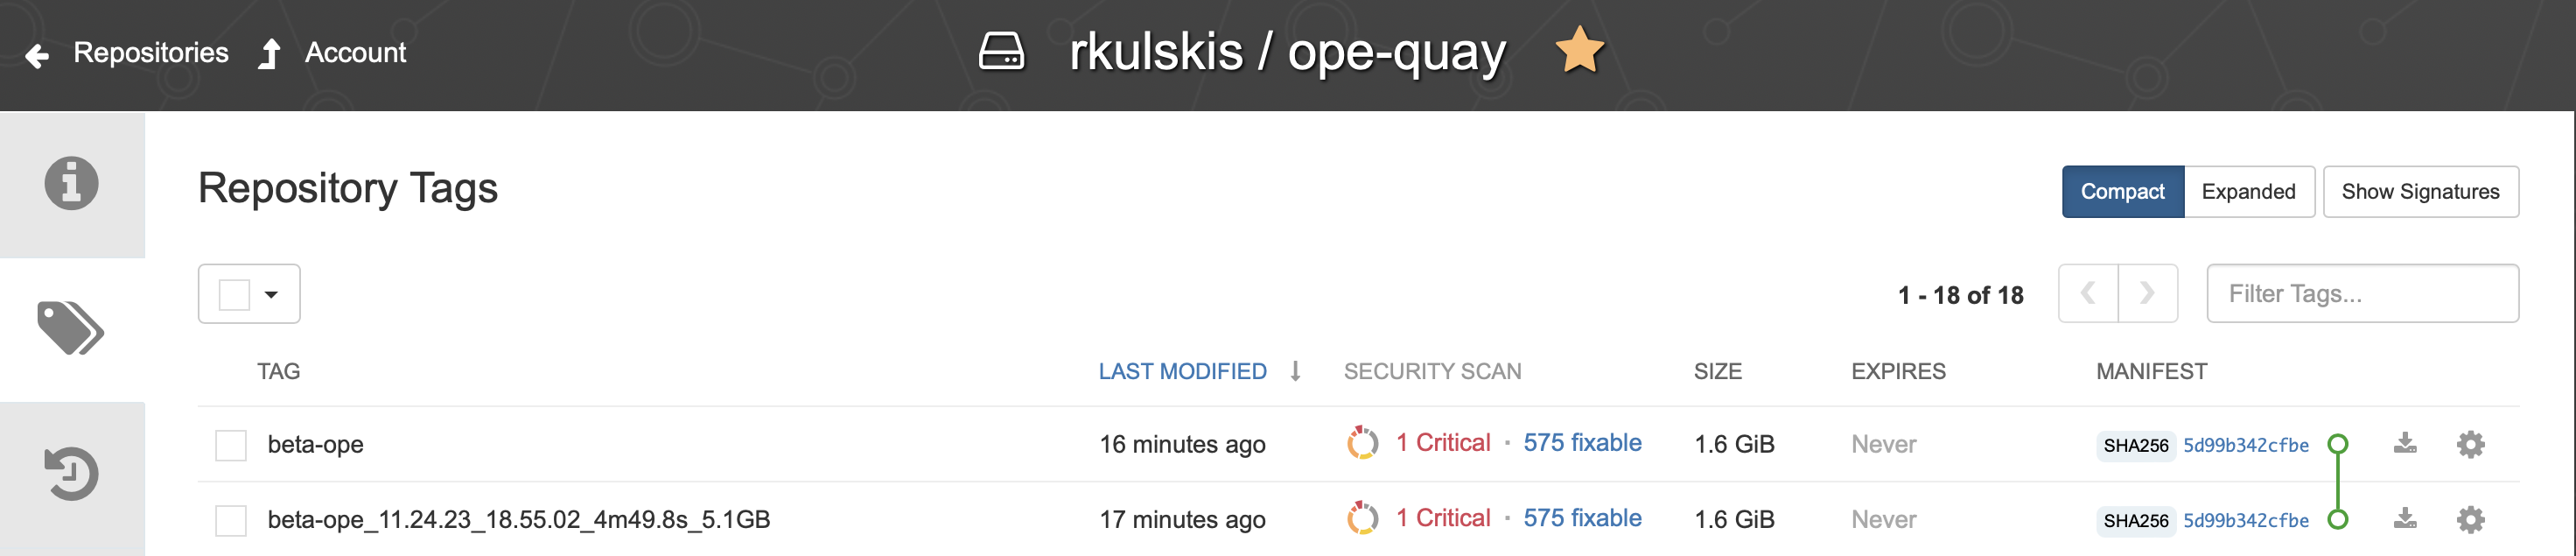 Repositories Account rkulskis / ope-quay
Repository Tags Compact Expanded Show Signatures
1 - 18 of 18 Filter Tags...
TAG LAST MODIFIED SECURITY SCAN SIZE EXPIRES MANIFEST
beta-ope 16 minutes ago 1 Critical · 575 fixable 1.6 GiB Never SHA256 5d99b342cfbe
beta-ope_11.24.23_18.55.02_4m49.8s_5.1GB 17 minutes ago 1 Critical · 575 fixable 1.6 GiB Never SHA256 5d99b342cfbe